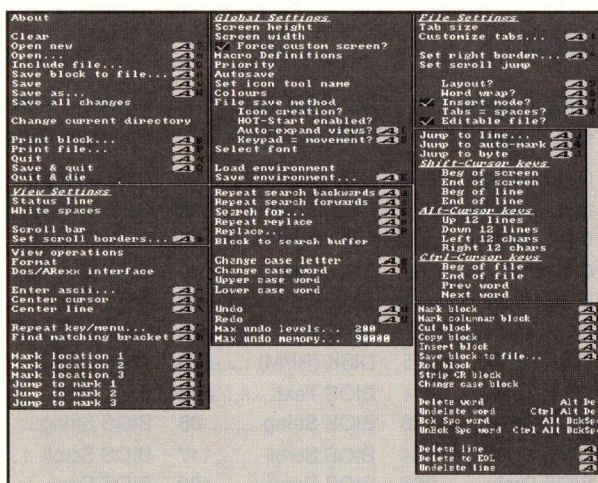 About
Clear
Open new
Open...
Include file...
Save block to file...
Save
Save as...
Save all changes
Change current directory
Print block...
Print file...
Quit
Save & quit
Quit & die
View Settings
Status line
White spaces
Scroll bar
Set scroll borders...
View operations
Format
Dos/ARexx interface
Enter ascii...
Center cursor
Center line
Repeat key/menu...
Find matching bracket
Mark location 1
Mark location 2
Mark location 3
Jump to mark 1
Jump to mark 2
Jump to mark 3
Global Settings
Screen height
Screen width
Force custom screen?
Macro Definitions
Priority
Autosave
Set icon tool name
Colours
File save method
Icon creation?
HOT-Start enabled?
Auto-expand views?
Keypad = movement?
Select font
Load environment
Save environment...
Repeat search backwards
Repeat search forwards
Search for...
Repeat replace
Replace...
Block to search buffer
Change case letter
Change case word
Upper case word
Lower case word
Undo
Redo
Max undo levels... 200
Max undo memory.. 90000
File Settings
Tab size
Customize tabs...
Set right border...
Set scroll jump
Layout?
Word wrap?
Insert mode?
Tabs = spaces?
Editable file?
Jump to line...
Jump to auto-mark
Jump to byte
Shift-Cursor keys
Beg of screen
End of screen
Beg of line
End of line
Alt-Cursor keys
Up 12 lines
Down 12 lines
Left 12 chars
Right 12 chars
Ctrl-Cursor keys
Beg of file
End of file
Prev word
Next word
Mark block
Mark columnar block
Cut block
Copy block
Insert block
Save block to file...
Rot block
Strip CR block
Change case block
Delete word Alt De
Undelete word Ctrl Alt De
Bck Spc word Alt BckSp
UnBck Spc word Ctrl Alt BckSp
Delete line
Delete to EOL
Undelete line